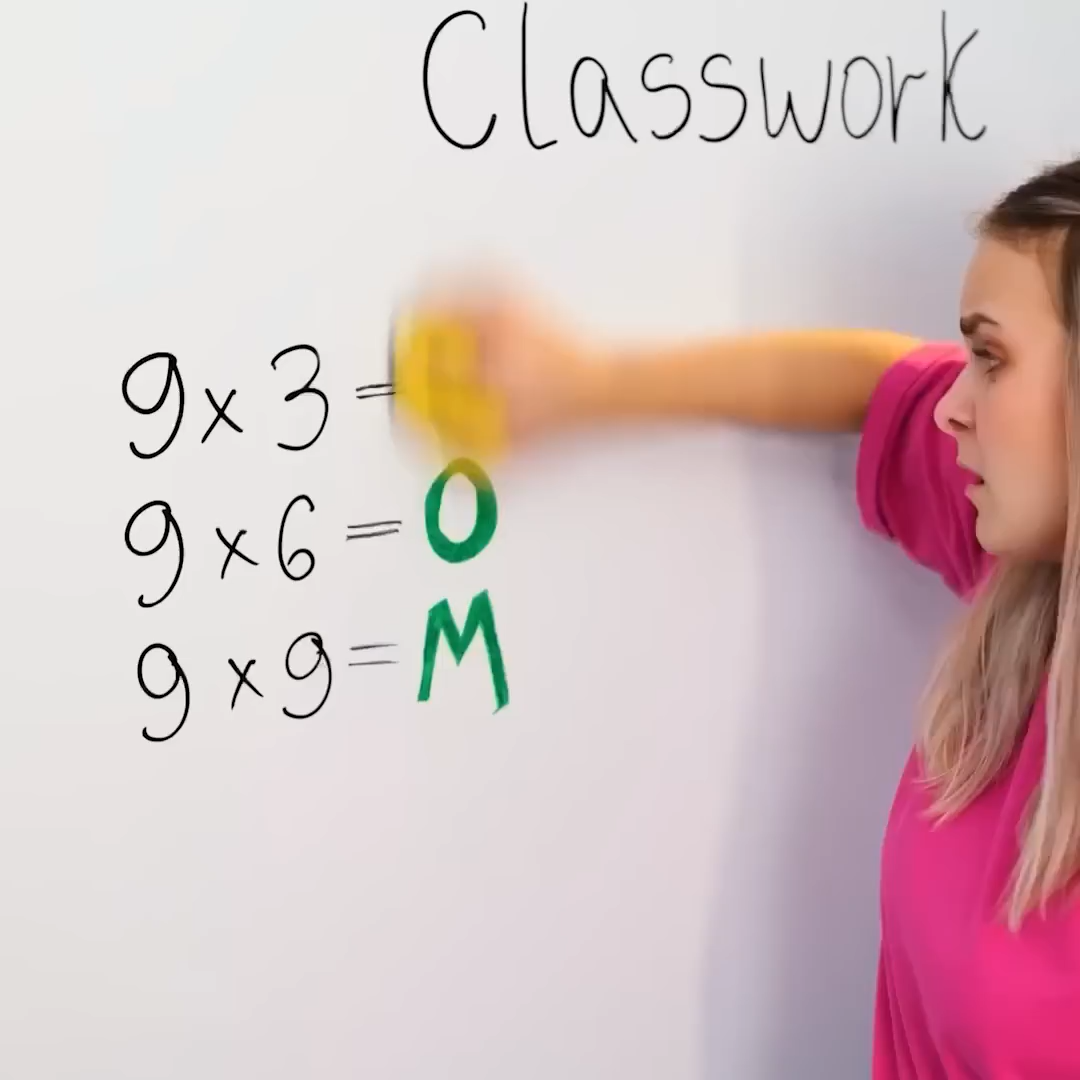 Classwork
9 x 3 =
9 x 6 = O
9 x 9 = M